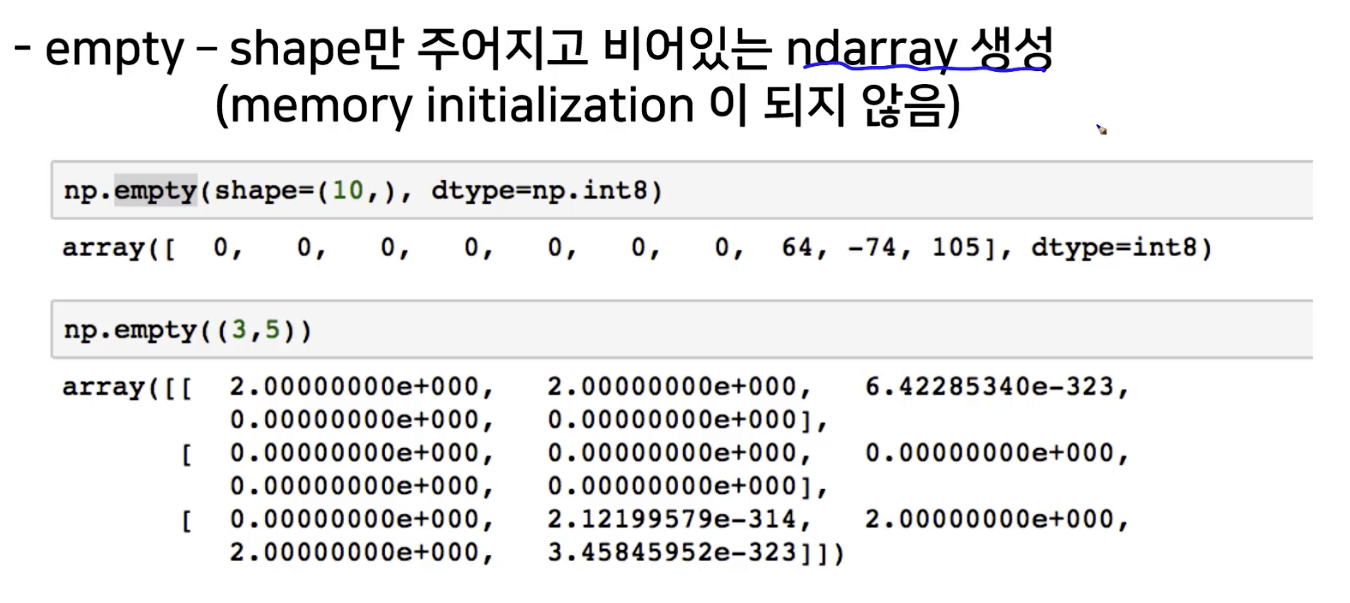 - empty – shape만 주어지고 비어있는 ndarray 생성
(memory initialization 이 되지 않음)
np.empty(shape=(10,), dtype=np.int8)
array([  0,   0,   0,   0,   0,   0,   0,  64, -74, 105], dtype=int8)
np.empty((3,5))
array([[  2.00000000e+000,   2.00000000e+000,   6.42285340e-323,
          0.00000000e+000,   0.00000000e+000],
       [  0.00000000e+000,   0.00000000e+000,   0.00000000e+000,
          0.00000000e+000,   0.00000000e+000],
       [  0.00000000e+000,   2.12199579e-314,   2.00000000e+000,
          2.00000000e+000,   3.45845952e-323]])